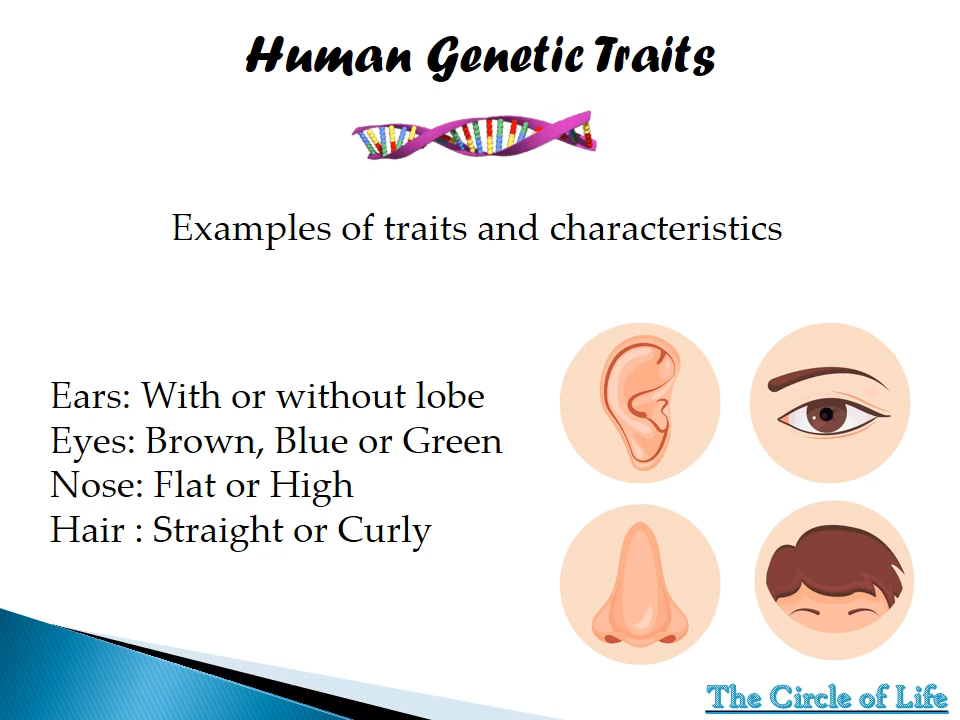 Human Genetic Traits
Examples of traits and characteristics
Ears: With or without lobe
Eyes: Brown, Blue or Green
Nose: Flat or High
Hair : Straight or Curly
The Circle of Life